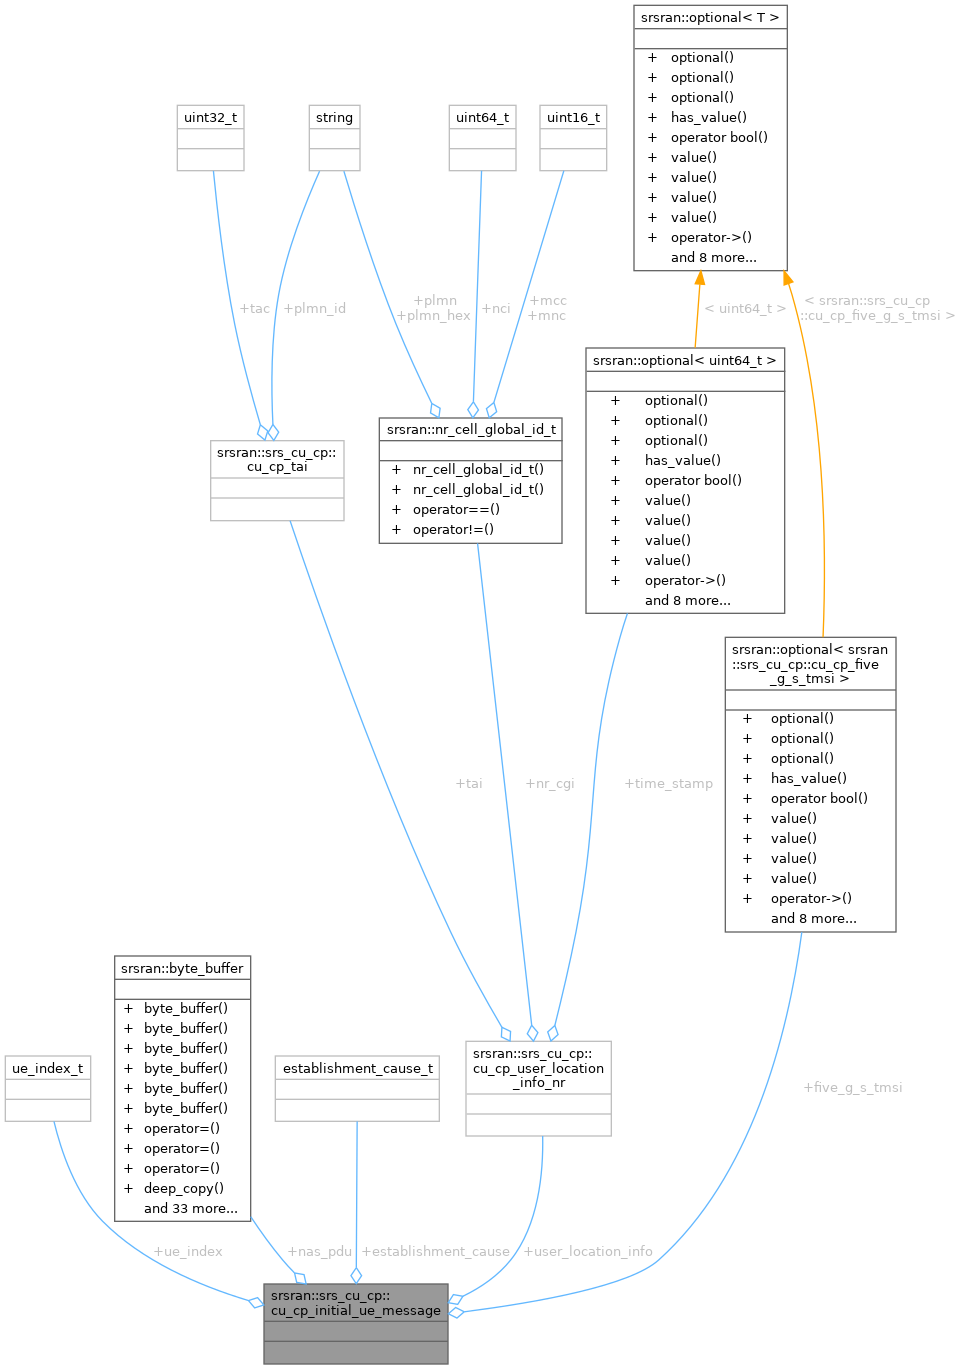 srsran::optional< T >
+ optional()
+ optional()
+ optional()
+ has_value()
+ operator bool()
+ value()
+ value()
+ value()
+ value()
+ operator->()
and 8 more...
uint32_t
string
uint64_t
uint16_t
+tac
+plmn_id
+plmn
+plmn_hex
+nci
+mcc
+mnc
< uint64_t >
< srsran::srs_cu_cp
::cu_cp_five_g_s_tmsi >
srsran::srs_cu_cp::
cu_cp_tai
srsran::nr_cell_global_id_t
+ nr_cell_global_id_t()
+ nr_cell_global_id_t()
+ operator==()
+ operator!=()
srsran::optional< uint64_t >
+ optional()
+ optional()
+ optional()
+ has_value()
+ operator bool()
+ value()
+ value()
+ value()
+ value()
+ operator->()
and 8 more...
srsran::optional< srsran
::srs_cu_cp::cu_cp_five
_g_s_tmsi >
+ optional()
+ optional()
+ optional()
+ has_value()
+ operator bool()
+ value()
+ value()
+ value()
+ value()
+ operator->()
and 8 more...
+tai
+nr_cgi
+time_stamp
ue_index_t
srsran::byte_buffer
+ byte_buffer()
+ byte_buffer()
+ byte_buffer()
+ byte_buffer()
+ byte_buffer()
+ byte_buffer()
+ operator=()
+ operator=()
+ operator=()
+ deep_copy()
and 33 more...
establishment_cause_t
srsran::srs_cu_cp::
cu_cp_user_location
_info_nr
+five_g_s_tmsi
+ue_index
+nas_pdu
+establishment_cause
+user_location_info
srsran::srs_cu_cp::
cu_cp_initial_ue_message